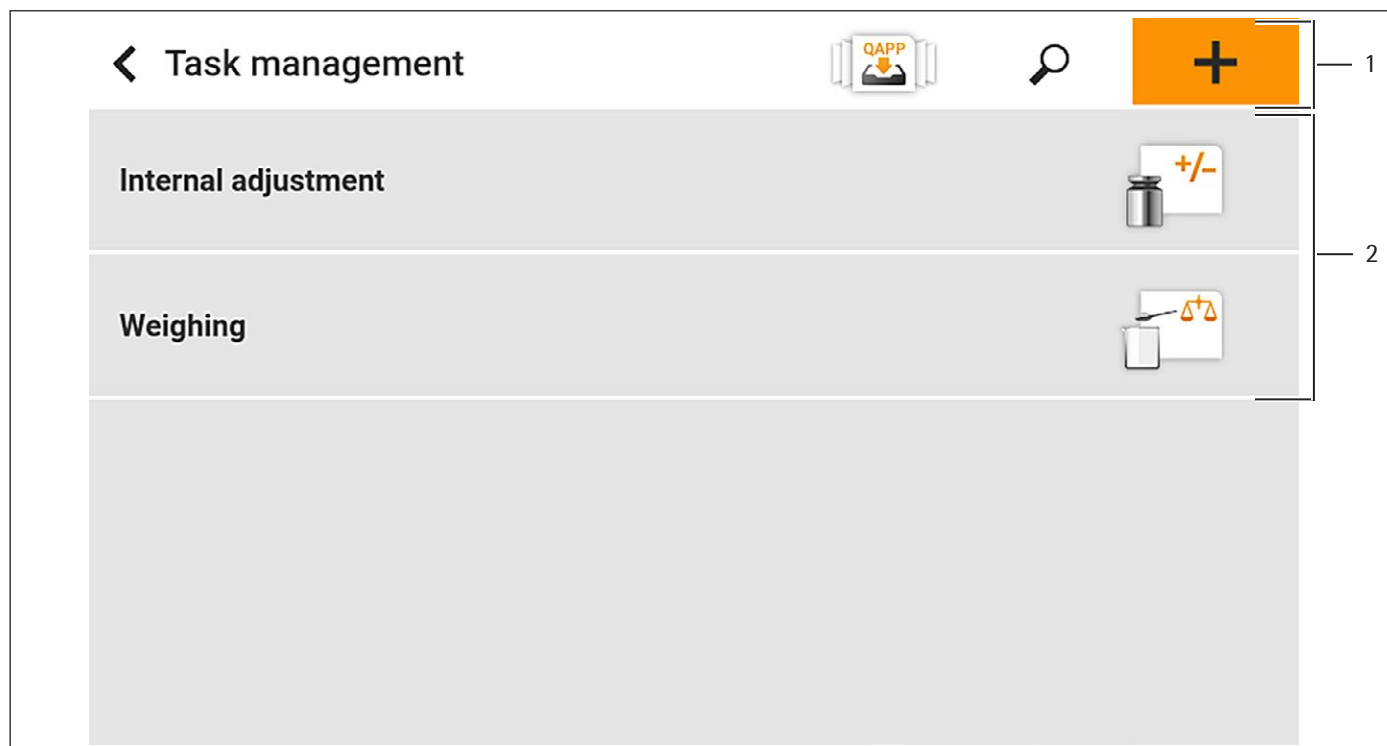 Task management
QAPP
+
1
Internal adjustment
+/-
2
Weighing